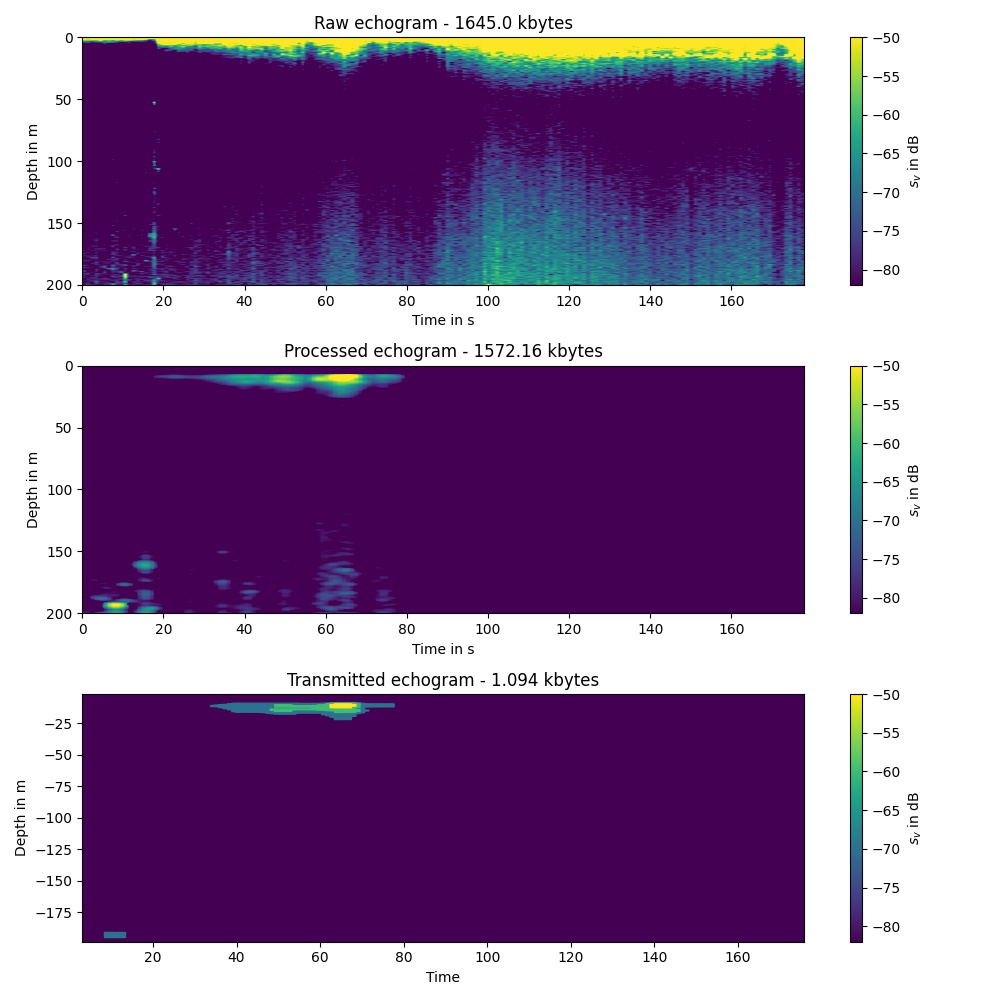 Raw echogram - 1645.0 kbytes
0
50
100
150
200
Depth in m
0 20 40 60 80 100 120 140 160
Time in s
−50
−55
−60
−65
−70
−75
−80
sᵥ in dB
Processed echogram - 1572.16 kbytes
0
50
100
150
200
Depth in m
0 20 40 60 80 100 120 140 160
Time in s
−50
−55
−60
−65
−70
−75
−80
sᵥ in dB
Transmitted echogram - 1.094 kbytes
−25
−50
−75
−100
−125
−150
−175
Depth in m
20 40 60 80 100 120 140 160
Time
−50
−55
−60
−65
−70
−75
−80
sᵥ in dB